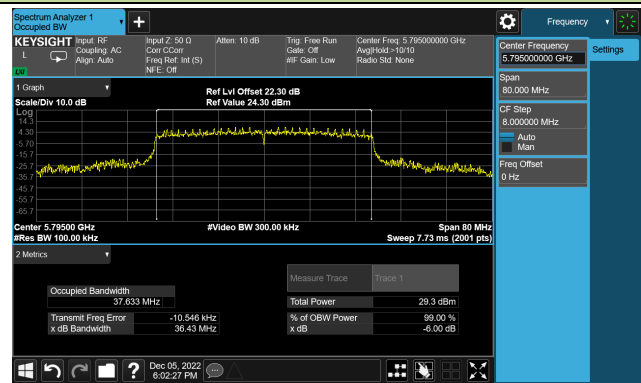 Spectrum Analyzer 1
Occupied BW
Frequency
KEYSIGHT
L
LXI
Input: RF
Coupling: AC
Align: Auto
Input Z: 50 Ω
Corr CCorr
Freq Ref: Int (S)
NFE: Off
Atten: 10 dB
Trig: Free Run
Gate: Off
#IF Gain: Low
Center Freq: 5.795000000 GHz
Avg|Hold:>10/10
Radio Std: None
Center Frequency
5.795000000 GHz
Settings
Span
80.000 MHz
CF Step
8.000000 MHz
Auto
Man
Freq Offset
0 Hz
1 Graph
Scale/Div 10.0 dB
Ref Lvl Offset 22.30 dB
Ref Value 24.30 dBm
Log
14.3
4.30
-5.70
-15.7
-25.7
-35.7
-45.7
-55.7
-65.7
Center 5.79500 GHz
#Res BW 100.00 kHz
#Video BW 300.00 kHz
Span 80 MHz
Sweep 7.73 ms (2001 pts)
2 Metrics
Measure Trace
Trace 1
Occupied Bandwidth
37.633 MHz
Total Power
29.3 dBm
Transmit Freq Error
-10.546 kHz
% of OBW Power
99.00 %
x dB Bandwidth
36.43 MHz
x dB
-6.00 dB
?
Dec 05, 2022
6:02:27 PM